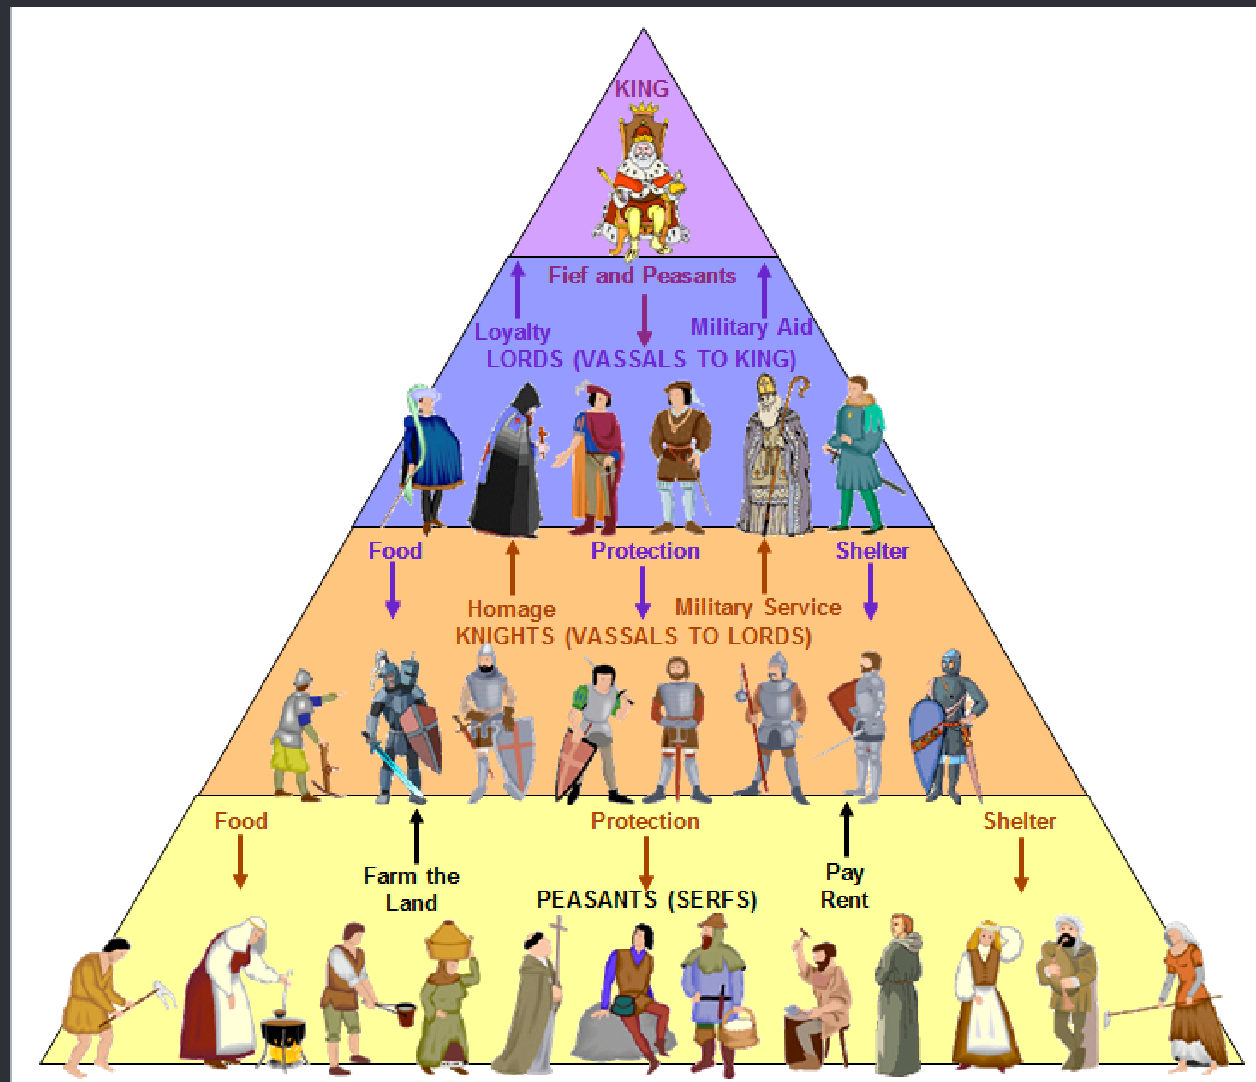 KING
Fief and Peasants
Loyalty
Military Aid
LORDS (VASSALS TO KING)
Food
Protection
Shelter
Homage
Military Service
KNIGHTS (VASSALS TO LORDS)
Food
Protection
Shelter
Farm the
Land
Pay
Rent
PEASANTS (SERFS)